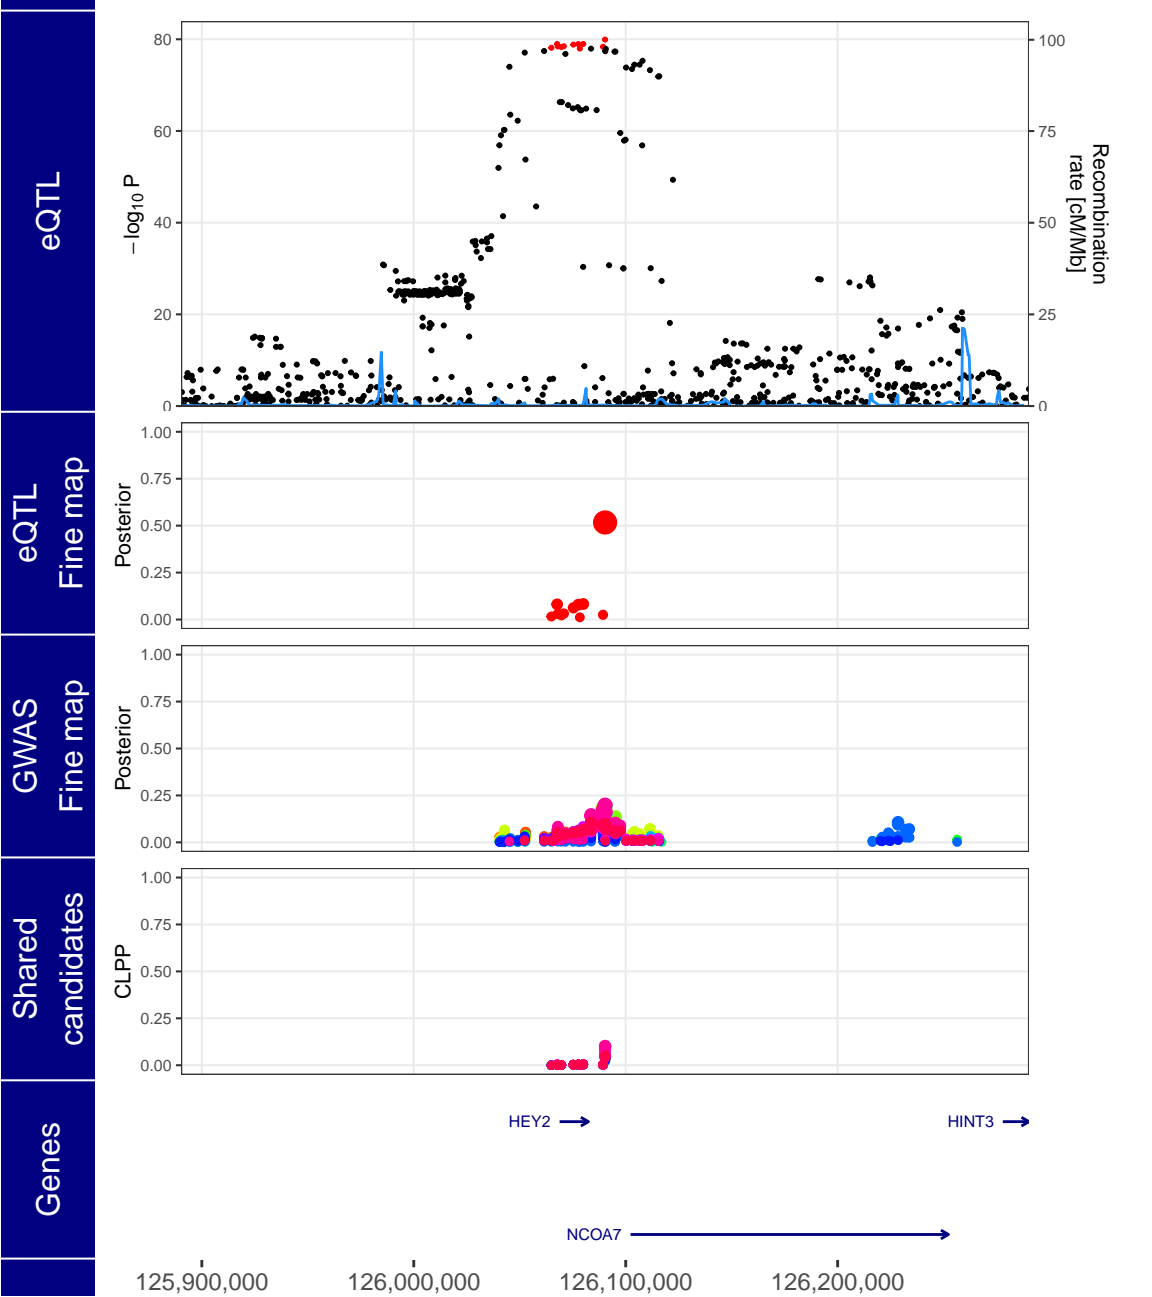 eQTL
−log10 P
80
60
40
20
0
100
75
50
25
0
Recombination
rate [cM/Mb]
eQTL
Fine map
Posterior
1.00
0.75
0.50
0.25
0.00
GWAS
Fine map
Posterior
1.00
0.75
0.50
0.25
0.00
Shared
candidates
CLPP
1.00
0.75
0.50
0.25
0.00
Genes
HEY2
HINT3
NCOA7
125,900,000
126,000,000
126,100,000
126,200,000